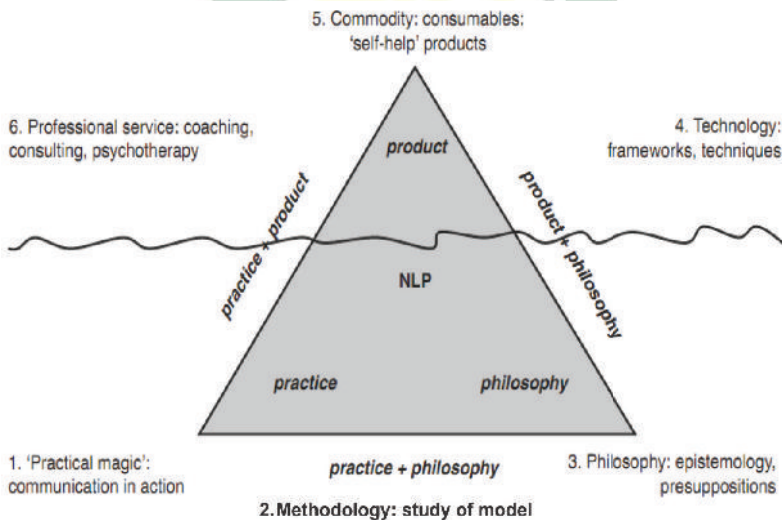 5. Commodity: consumables:
‘self-help’ products
6. Professional service: coaching,
consulting, psychotherapy
4. Technology:
frameworks, techniques
product
practice + product
product + philosophy
NLP
practice
philosophy
1. ‘Practical magic’:
communication in action
practice + philosophy
3. Philosophy: epistemology,
presuppositions
2.Methodology: study of model